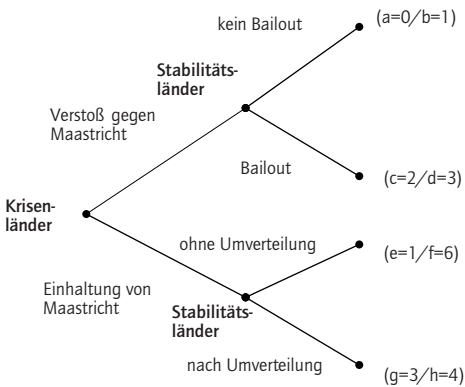 kein Bailout
(a=0/b=1)
Stabilitäts-
länder
Verstoß gegen
Maastricht
Bailout
(c=2/d=3)
Krisen-
länder
ohne Umverteilung
(e=1/f=6)
Einhaltung von
Maastricht
Stabilitäts-
länder
nach Umverteilung
(g=3/h=4)